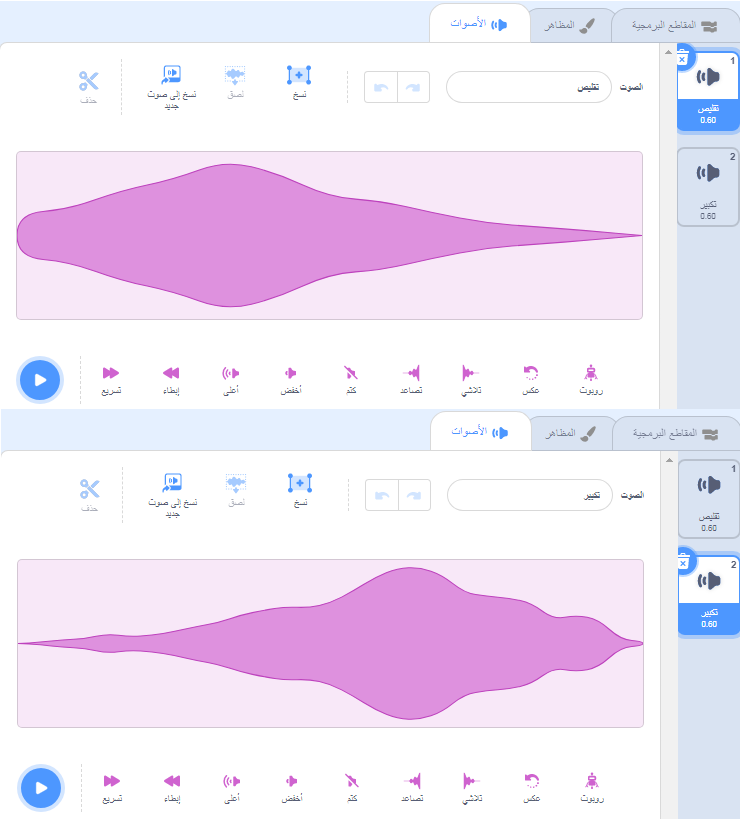 المقاطع البرمجية
المظاهر
الأصوات
1
تقليص
0.60
2
تكبير
0.60
الصوت
تقليص
نسخ
لصق
نسخ إلى صوت
جديد
حذف
روبوت
عكس
تلاشي
تصاعد
كتم
أخفض
أعلى
إبطاء
تسريع
المقاطع البرمجية
المظاهر
الأصوات
1
تقليص
0.60
2
تكبير
0.60
الصوت
تكبير
نسخ
لصق
نسخ إلى صوت
جديد
حذف
روبوت
عكس
تلاشي
تصاعد
كتم
أخفض
أعلى
إبطاء
تسريع